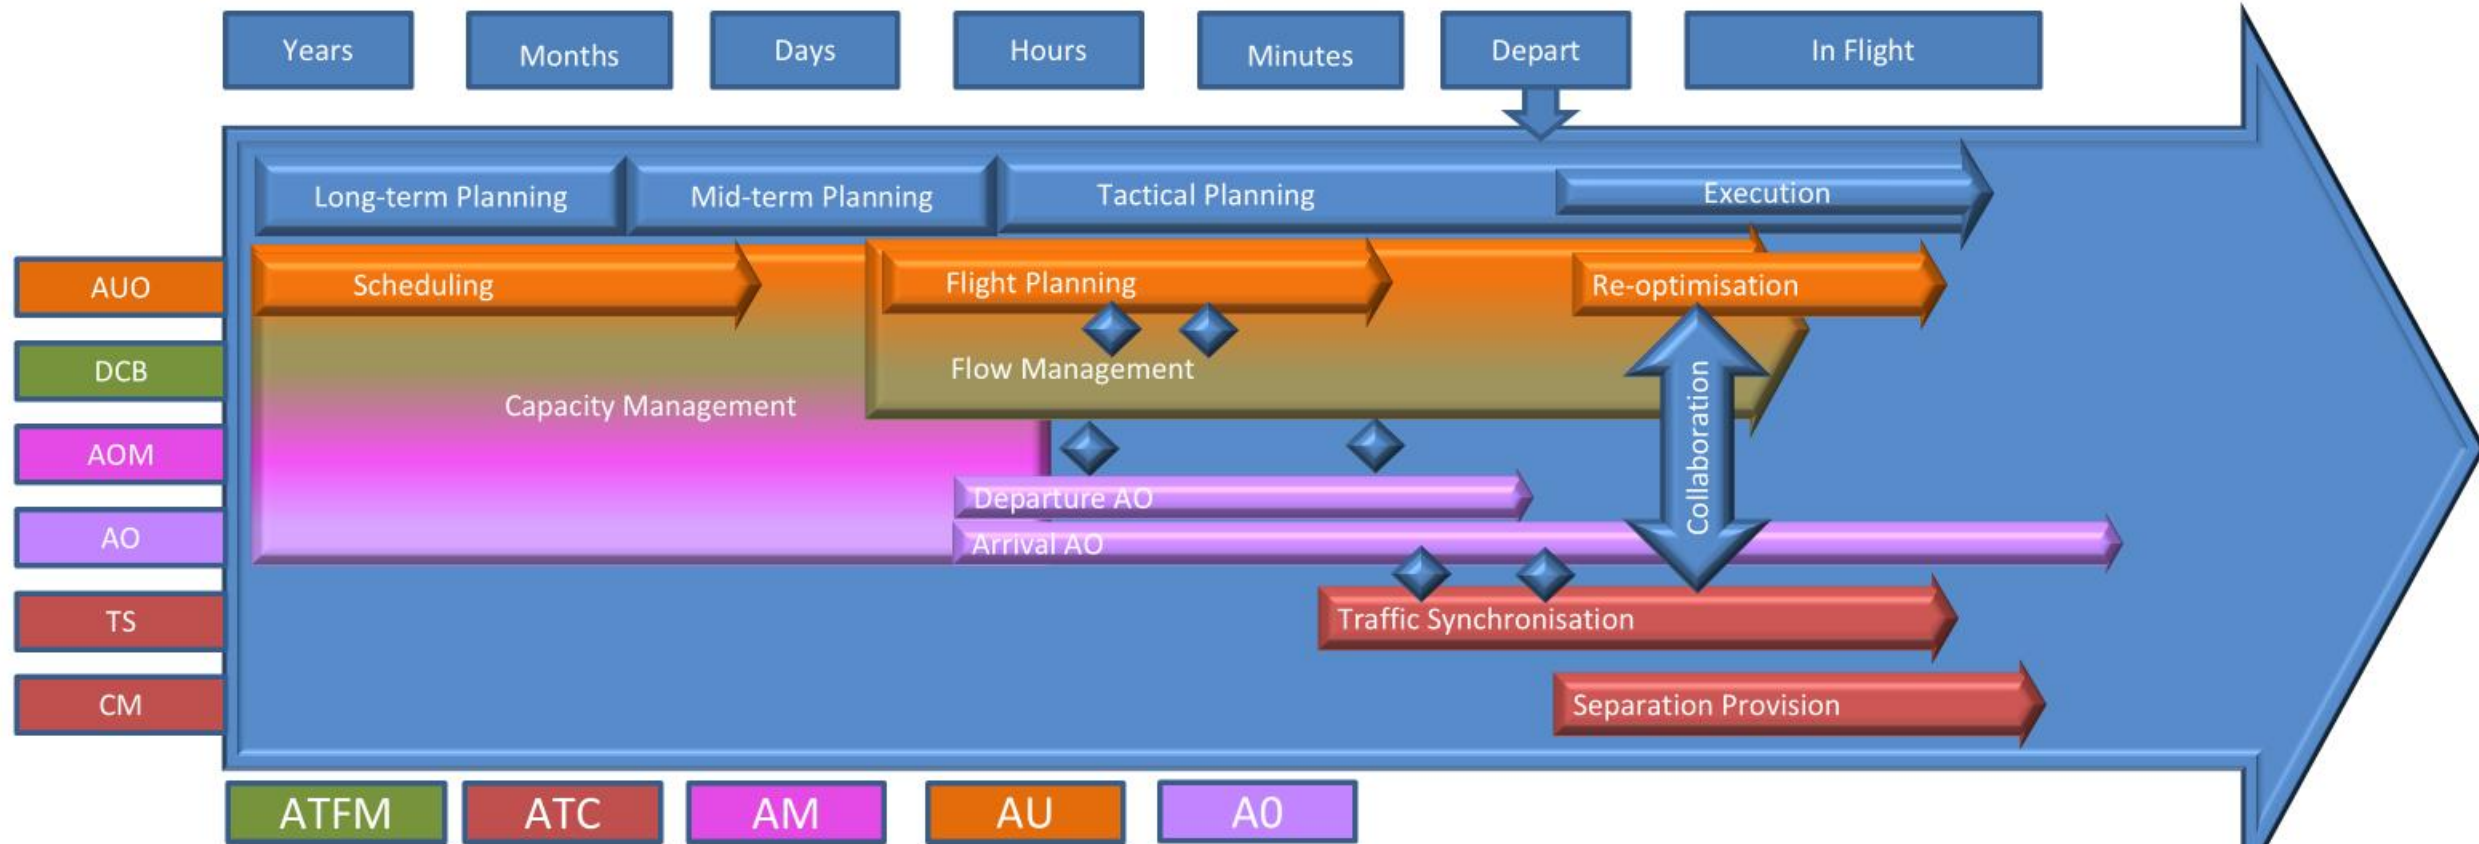 Years
Months
Days
Hours
Minutes
Depart
In Flight
Long-term Planning
Mid-term Planning
Tactical Planning
Execution
AUO
Scheduling
Flight Planning
Re-optimisation
DCB
Flow Management
Capacity Management
Collaboration
AOM
Departure AO
AO
Arrival AO
TS
Traffic Synchronisation
CM
Separation Provision
ATFM
ATC
AM
AU
A0